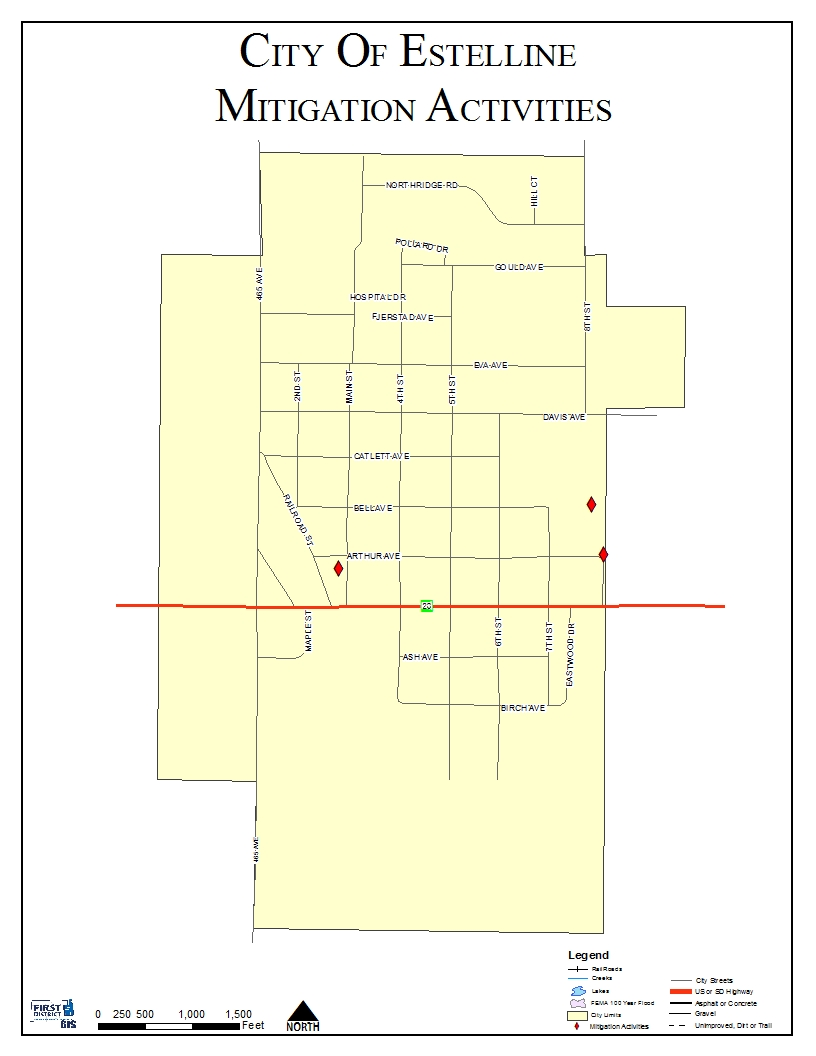 CITY OF ESTELLINE
MITIGATION ACTIVITIES
NORTHRIDGE RD
HILL CT
POLLARD DR
GOULD AVE
465 AVE
HOSPITAL DR
FJERSTAD AVE
8TH ST
EVA AVE
2ND ST
MAIN ST
4TH ST
5TH ST
DAVIS AVE
CATLETT AVE
RAILROAD ST
BELL AVE
ARTHUR AVE
28
MAPLE ST
6TH ST
7TH ST
EASTWOOD DR
ASH AVE
BIRCH AVE
465 AVE
Legend
Rail Roads
Creeks
Lakes
FEMA 100 Year Flood
City Limits
Mitigation Activities
City Streets
US or SD Highway
Asphalt or Concrete
Gravel
Unimproved, Dirt or Trail
FIRST
DISTRICT
GIS
0 250 500 1,000 1,500
Feet
NORTH